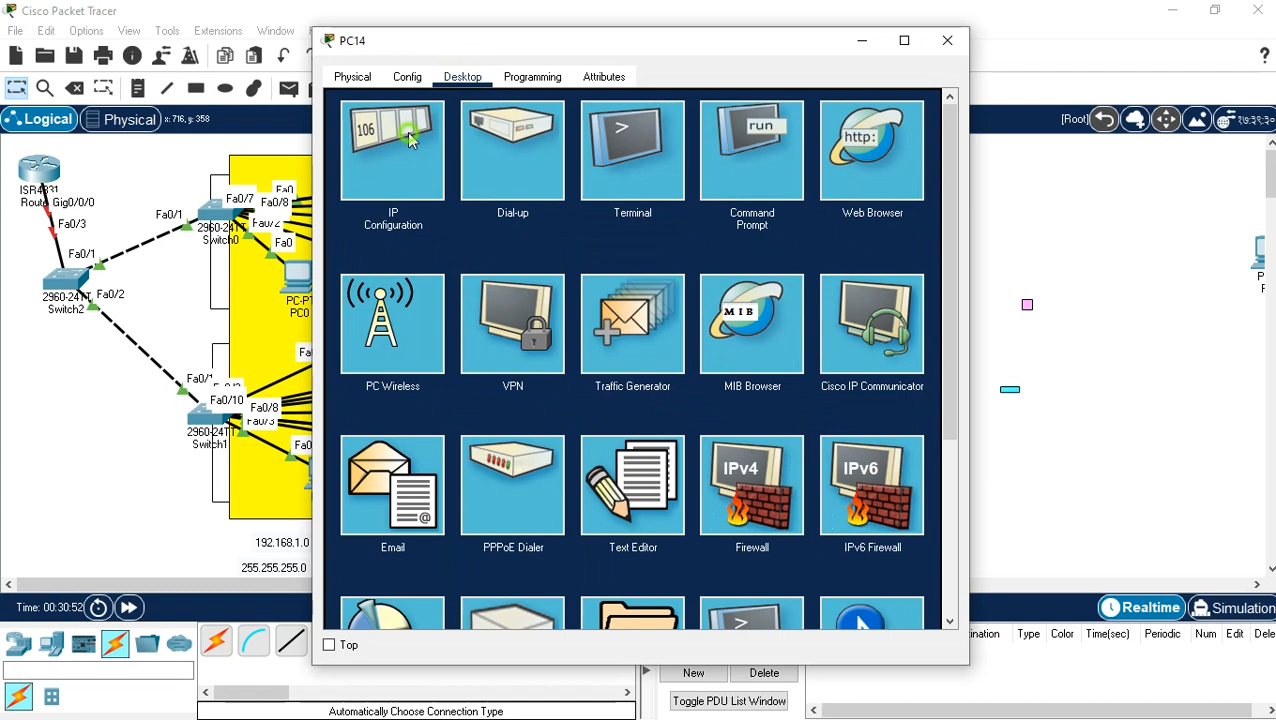 Cisco Packet Tracer
File Edit Options View Tools Extensions Window
Logical Physical x: 716, y: 358
[Root]
PC14
Physical Config Desktop Programming Attributes
106
>
run
http:
IP
Configuration
Dial-up
Terminal
Command
Prompt
Web Browser
M I B
PC Wireless
VPN
Traffic Generator
MIB Browser
Cisco IP Communicator
@
IPv4
IPv6
Email
PPPoE Dialer
Text Editor
Firewall
IPv6 Firewall
>
Top
ISR4331
Gig0/0/0
Fa0/3
Fa0/1
Fa0/1
2960-24TT
Switch2
Fa0/2
Fa0/7
Fa0/8
Fa0
Fa0/2
Fa0
2960-24TT
Switch0
PC-PT
PC0
Fa0/10
Fa0/8
Fa0/3
2960-24TT
Switch1
192.168.1.0
255.255.255.0
Time: 00:30:52
Realtime Simulation
ination Type Color Time(sec) Periodic Num Edit Dele
New Delete
Toggle PDU List Window
Automatically Choose Connection Type